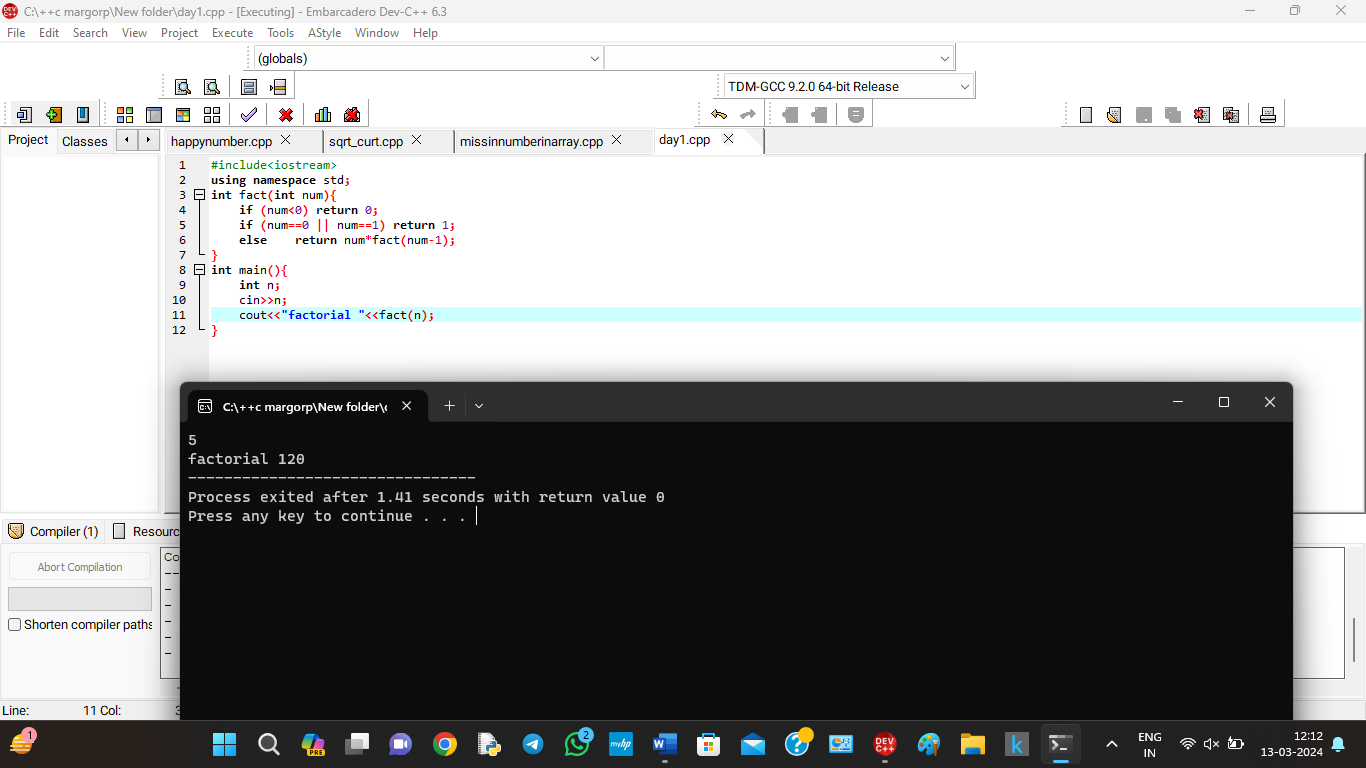 C:\++c margorp\New folder\day1.cpp - [Executing] - Embarcadero Dev-C++ 6.3
File Edit Search View Project Execute Tools AStyle Window Help
(globals)
TDM-GCC 9.2.0 64-bit Release
Project Classes happynumber.cpp sqrt_curt.cpp missinnumberinarray.cpp day1.cpp
1 #include<iostream>
2 using namespace std;
3 int fact(int num){
4 if (num<0) return 0;
5 if (num==0 || num==1) return 1;
6 else return num*fact(num-1);
7 }
8 int main(){
9 int n;
10 cin>>n;
11 cout<<"factorial "<<fact(n);
12 }
C:\++c margorp\New folder\
5
factorial 120
--------------------------------
Process exited after 1.41 seconds with return value 0
Press any key to continue . . .
Compiler (1) Resourc
Abort Compilation
Shorten compiler paths
Line: 11 Col:
1 PRE 2 myhp W DEV C++ k ENG IN 12:12
13-03-2024